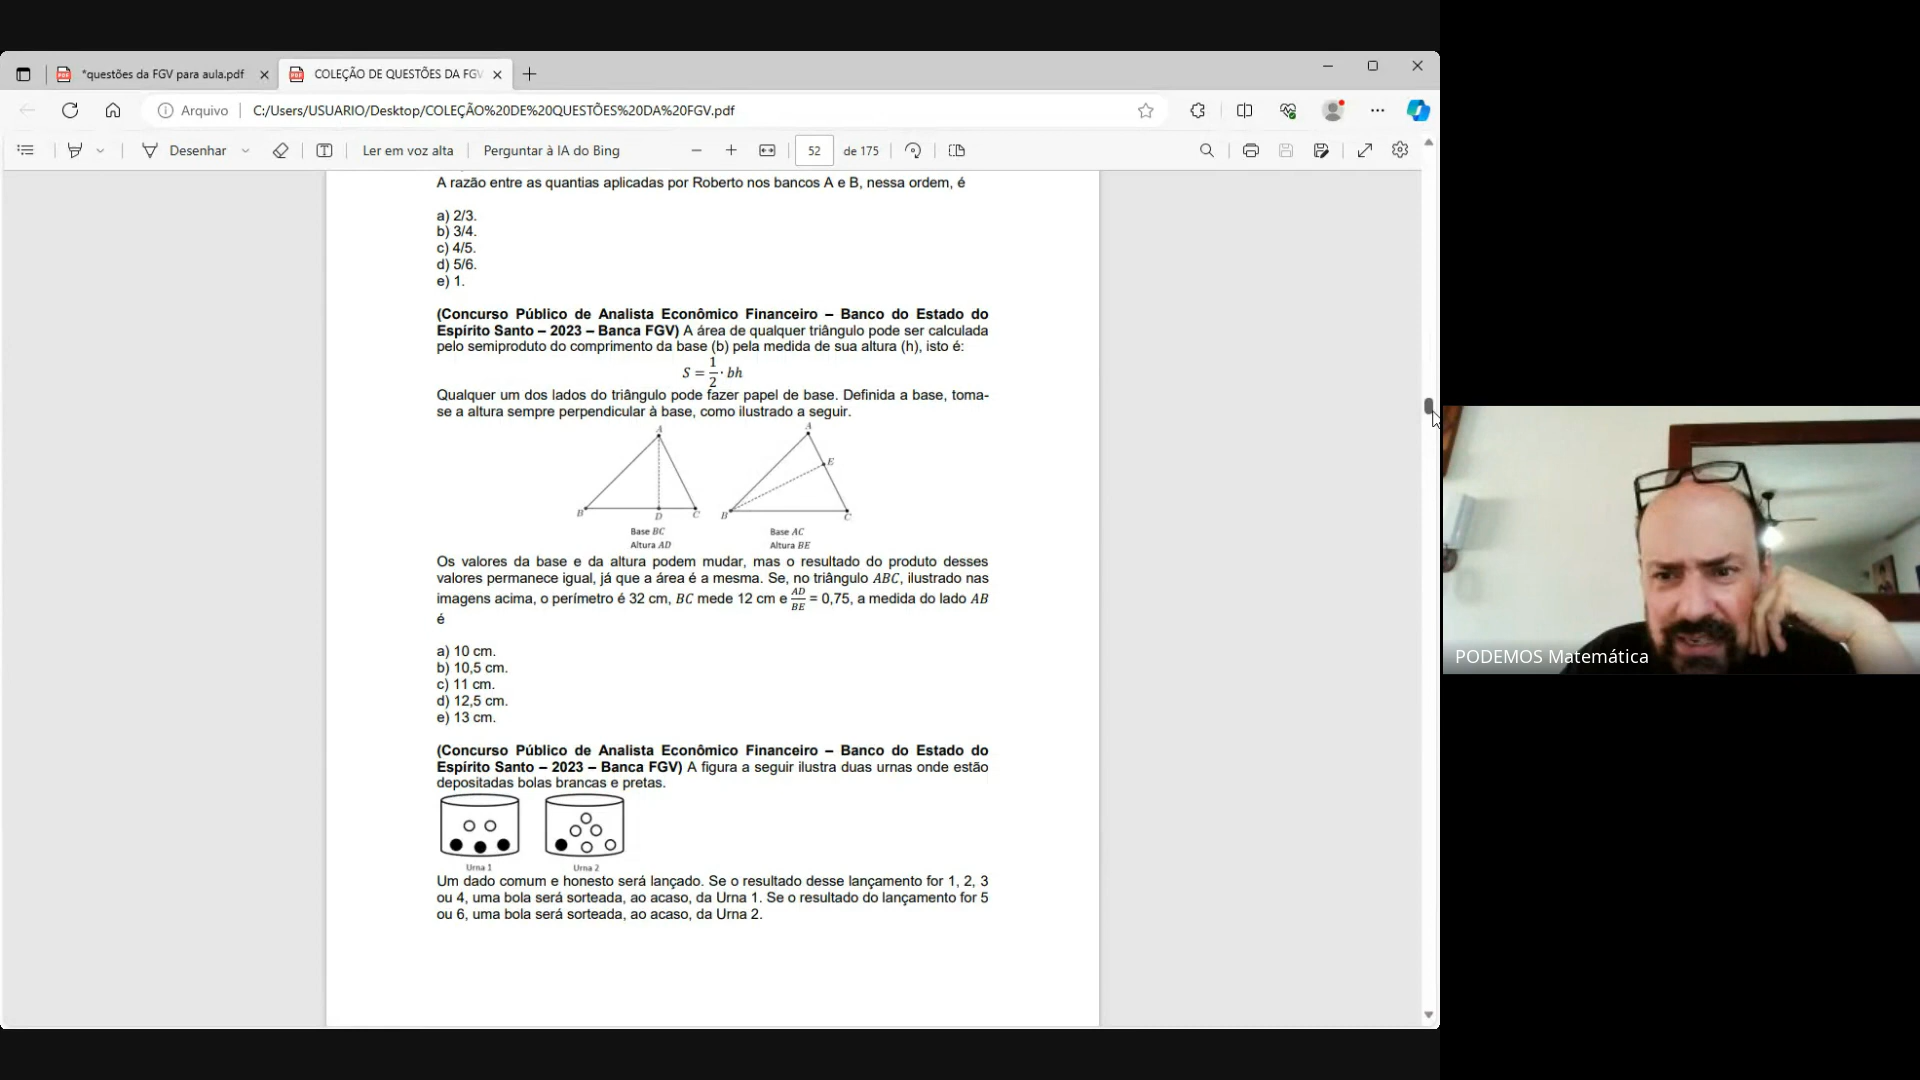 *questões da FGV para aula.pdf
COLEÇÃO DE QUESTÕES DA FGV
Arquivo
C:/Users/USUARIO/Desktop/COLEÇÃO%20DE%20QUESTÕES%20DA%20FGV.pdf
Desenhar
Ler em voz alta
Perguntar à IA do Bing
52 de 175
A razão entre as quantias aplicadas por Roberto nos bancos A e B, nessa ordem, é
a) 2/3.
b) 3/4.
c) 4/5.
d) 5/6.
e) 1.
(Concurso Público de Analista Econômico Financeiro – Banco do Estado do
Espírito Santo – 2023 – Banca FGV) A área de qualquer triângulo pode ser calculada
pelo semiproduto do comprimento da base (b) pela medida de sua altura (h), isto é:
S = 1/2 · bh
Qualquer um dos lados do triângulo pode fazer papel de base. Definida a base, toma-
se a altura sempre perpendicular à base, como ilustrado a seguir.
A
B D C
Base BC
Altura AD
A
E
B C
Base AC
Altura BE
Os valores da base e da altura podem mudar, mas o resultado do produto desses
valores permanece igual, já que a área é a mesma. Se, no triângulo ABC, ilustrado nas
imagens acima, o perímetro é 32 cm, BC mede 12 cm e AD/BE = 0,75, a medida do lado AB
é
a) 10 cm.
b) 10,5 cm.
c) 11 cm.
d) 12,5 cm.
e) 13 cm.
(Concurso Público de Analista Econômico Financeiro – Banco do Estado do
Espírito Santo – 2023 – Banca FGV) A figura a seguir ilustra duas urnas onde estão
depositadas bolas brancas e pretas.
Urna 1 Urna 2
Um dado comum e honesto será lançado. Se o resultado desse lançamento for 1, 2, 3
ou 4, uma bola será sorteada, ao acaso, da Urna 1. Se o resultado do lançamento for 5
ou 6, uma bola será sorteada, ao acaso, da Urna 2.
PODEMOS Matemática